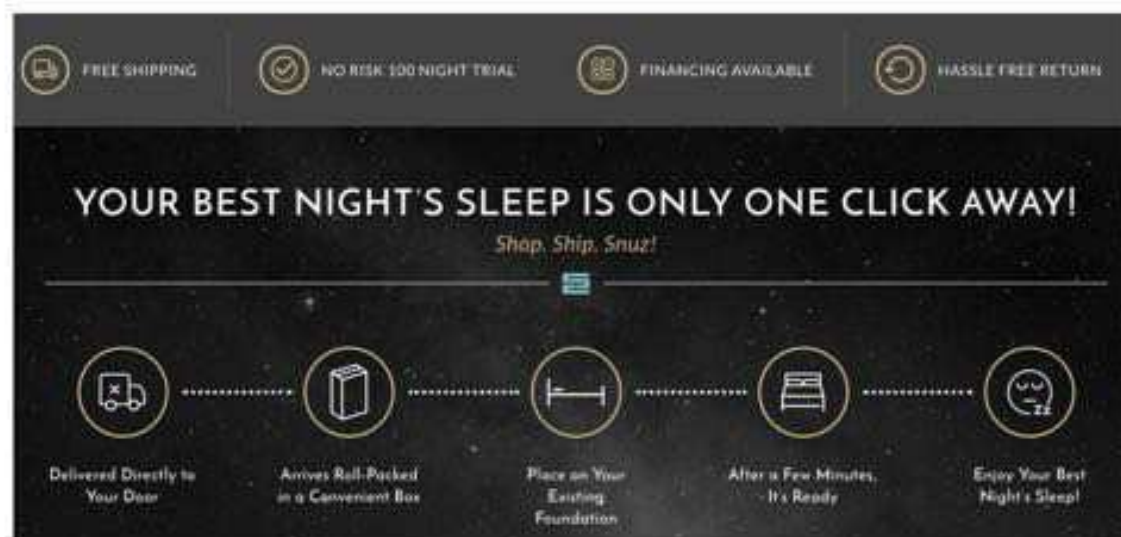 FREE SHIPPING
NO RISK 100 NIGHT TRIAL
FINANCING AVAILABLE
HASSLE FREE RETURN
YOUR BEST NIGHT'S SLEEP IS ONLY ONE CLICK AWAY!
Shop. Ship. Snuz!
Delivered Directly to
Your Door
Arrives Roll-Packed
in a Convenient Box
Place on Your
Existing
Foundation
After a Few Minutes,
It's Ready
Enjoy Your Best
Night's Sleep!